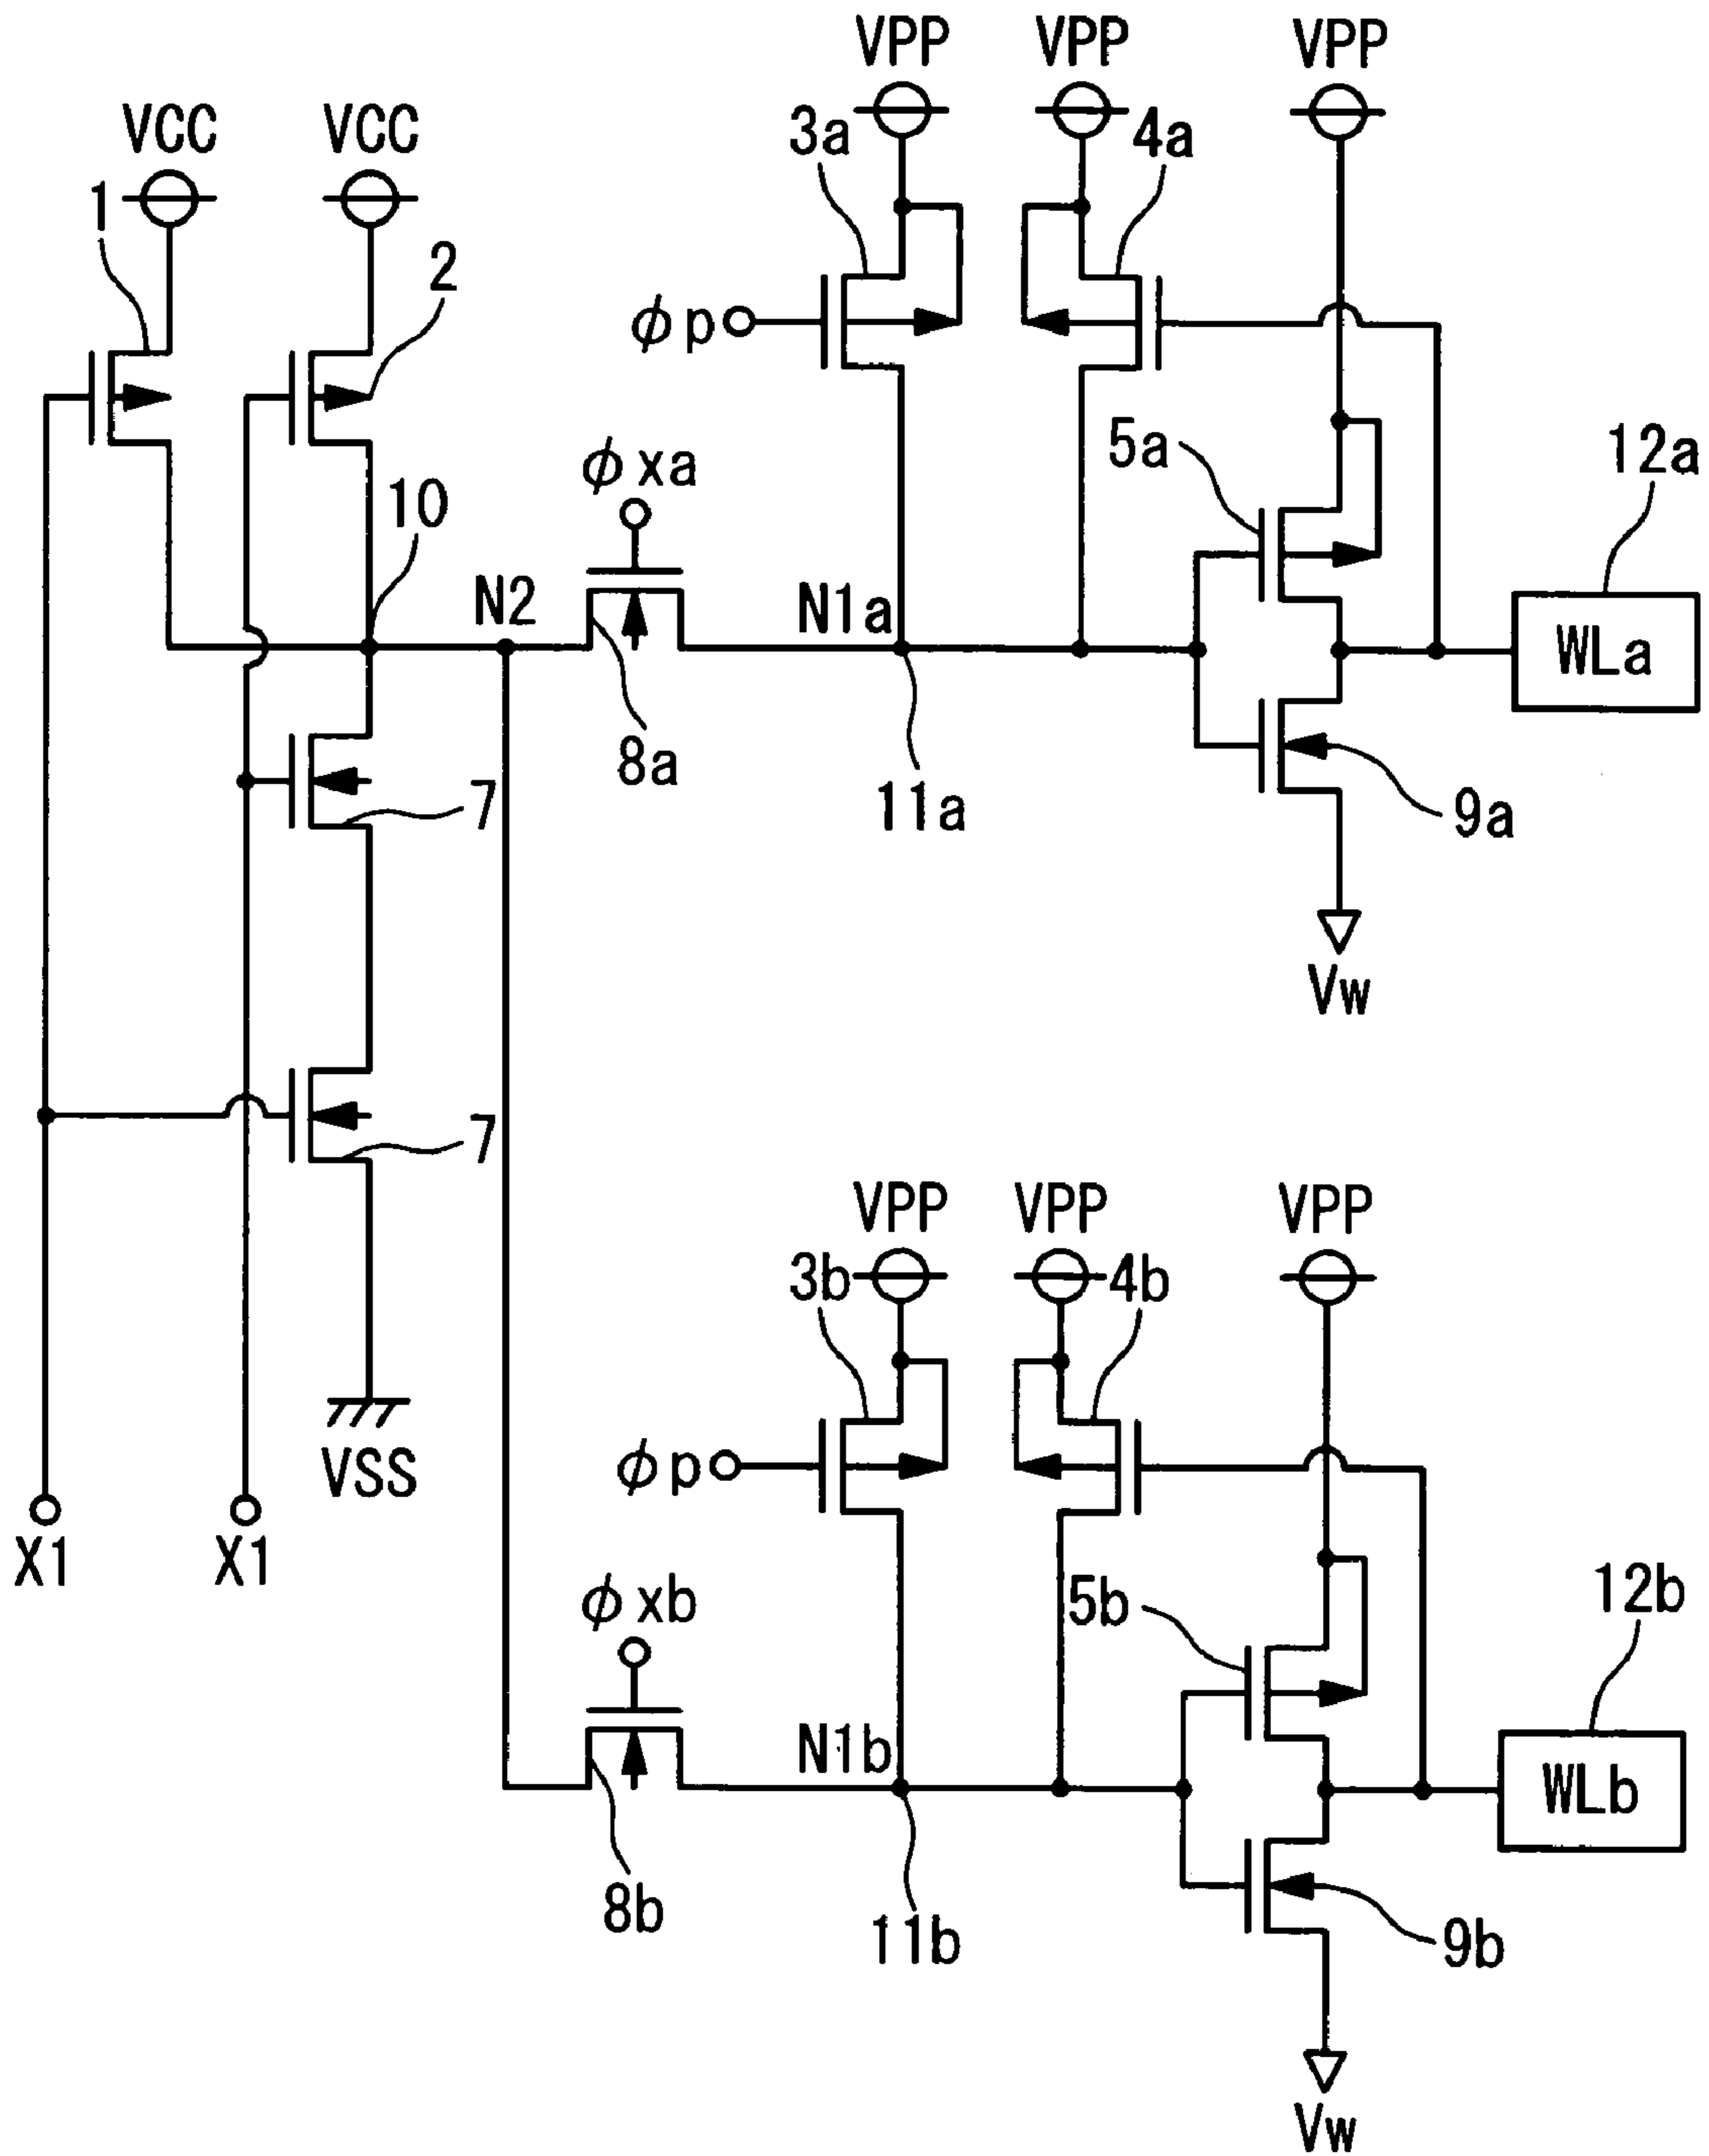 VPP VPP VPP
3a 4a
VCC VCC
1 2
ϕp
5a 12a
ϕxa
10
N2 N1a
WLa
8a
7 11a 9a
Vw
7
VPP VPP VPP
3b 4b
VSS ϕp
X1 X1
ϕxb 5b 12b
N1b
WLb
8b 11b 9b
Vw